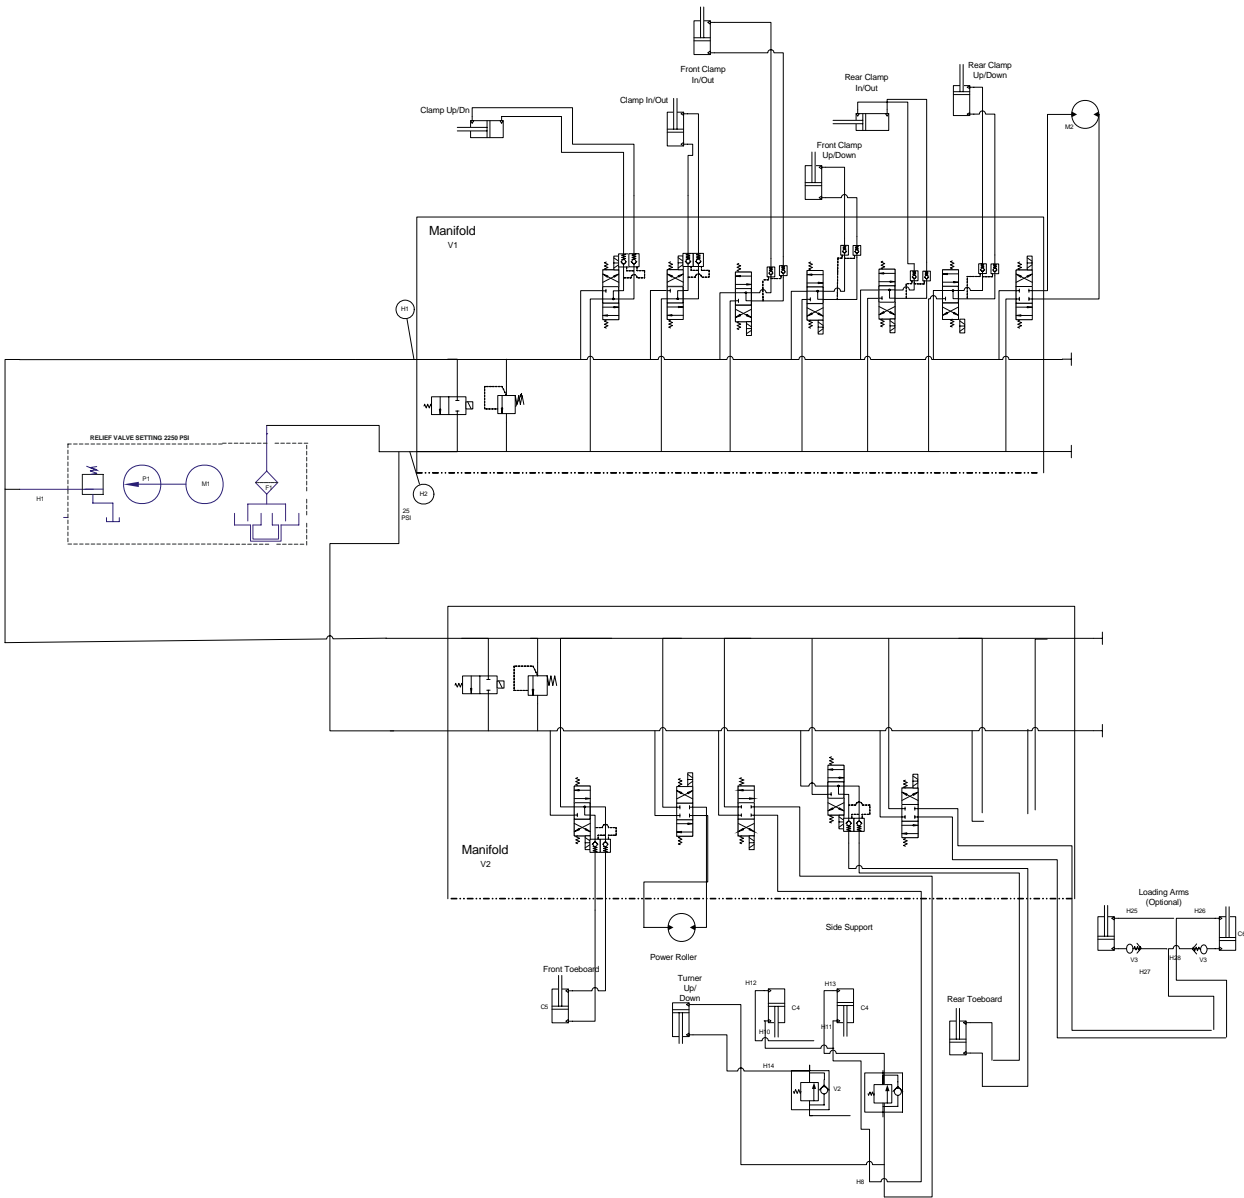 Front Clamp
In/Out
Rear Clamp
Up/Down
Rear Clamp
In/Out
Clamp Up/Dn
Clamp In/Out
M2
Front Clamp
Up/Down
Manifold
V1
H1
RELIEF VALVE SETTING 2250 PSI
P1
M1
F1
H1
H2
25
PSI
Manifold
V2
Loading Arms
(Optional)
H25
H26
C6
V3
H28
V3
H27
Side Support
Power Roller
Front Toeboard
C5
Turner
Up/
Down
H12
H13
C4
C4
Rear Toeboard
H10
H11
H14
V2
H8